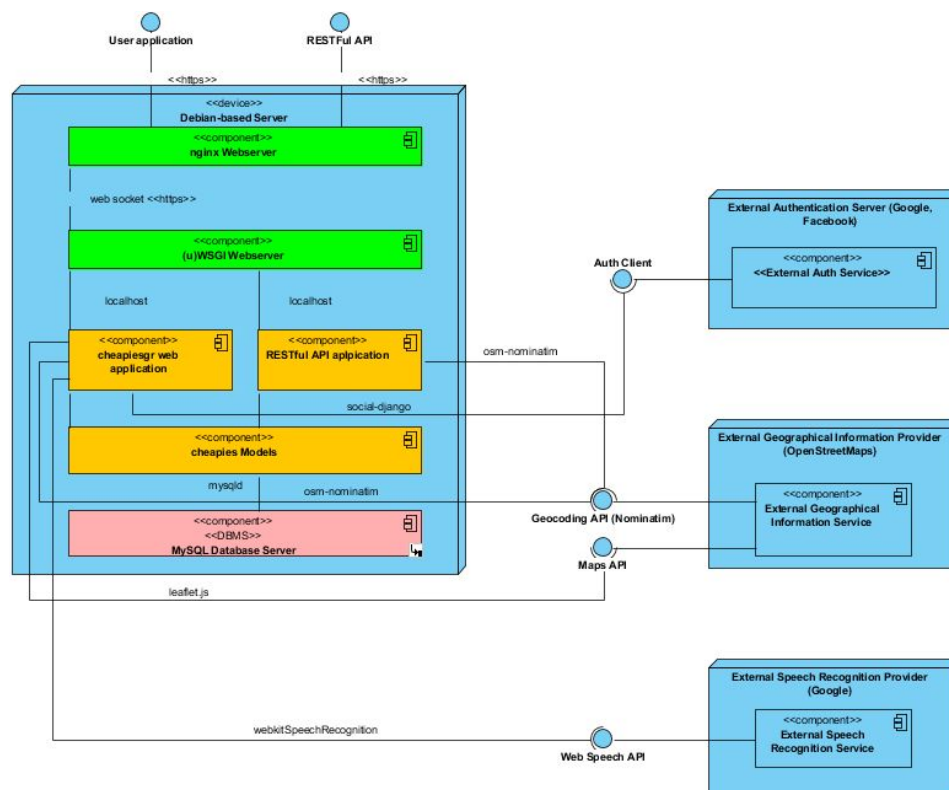 User application
RESTFul API
<<https>>
<<https>>
<<device>>
Debian-based Server
<<component>>
nginx Webserver
web socket <<https>>
<<component>>
(u)WSGI Webserver
localhost
localhost
<<component>>
cheapiesgr web
application
<<component>>
RESTful API aplpication
osm-nominatim
social-django
<<component>>
cheapies Models
mysqld
osm-nominatim
<<component>>
<<DBMS>>
MySQL Database Server
leaflet.js
webkitSpeechRecognition
Auth Client
External Authentication Server (Google,
Facebook)
<<component>>
<<External Auth Service>>
External Geographical Information Provider
(OpenStreetMaps)
<<component>>
External Geographical
Information Service
Geocoding API (Nominatim)
Maps API
External Speech Recognition Provider
(Google)
<<component>>
External Speech
Recognition Service
Web Speech API